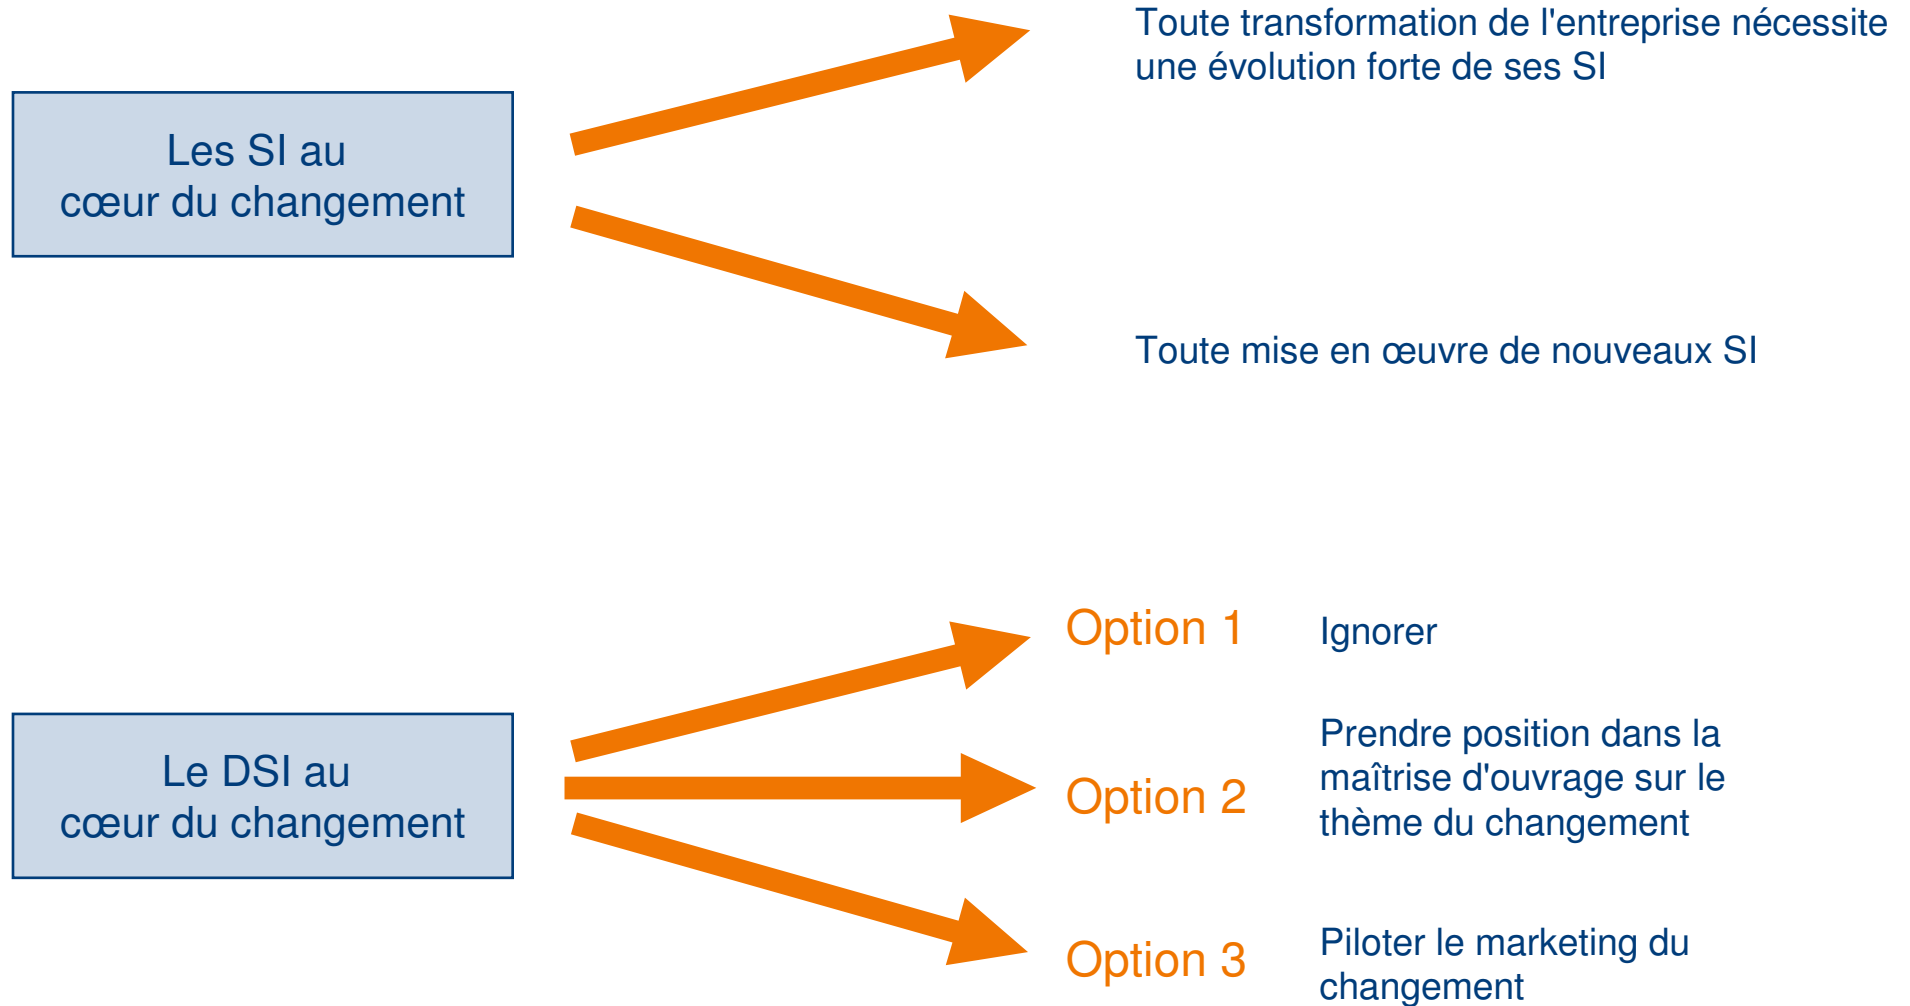 Toute transformation de l'entreprise nécessite
une évolution forte de ses SI
Les SI au
cœur du changement
Toute mise en œuvre de nouveaux SI
Option 1
Ignorer
Le DSI au
cœur du changement
Option 2
Prendre position dans la
maîtrise d'ouvrage sur le
thème du changement
Option 3
Piloter le marketing du
changement